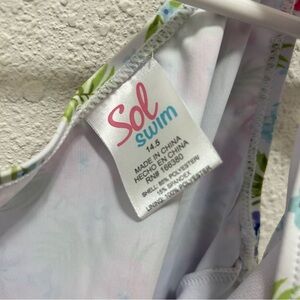 Sol
swim
14.5
MADE IN CHINA
HECHO EN CHINA
RN# 166380
SHELL: 85% POLYESTER/
15% SPANDEX
LINING: 100% POLYESTER